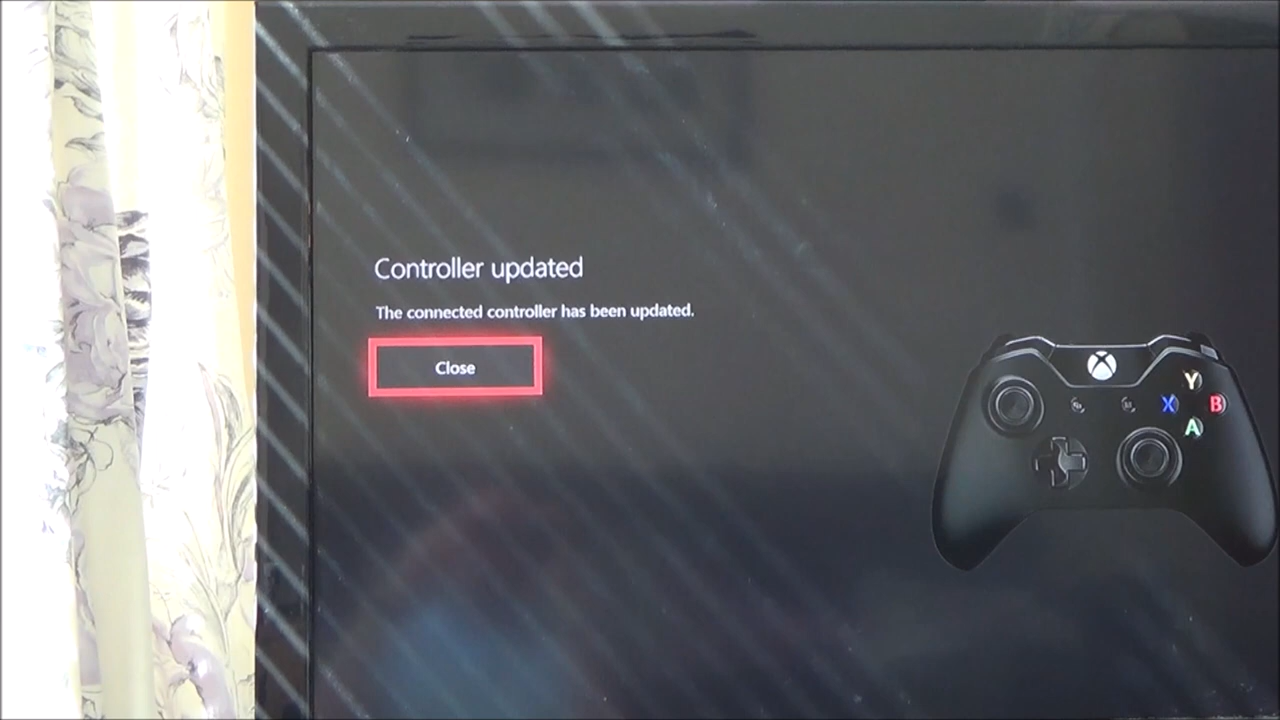 Controller updated
The connected controller has been updated.
Close
Y
X
B
A